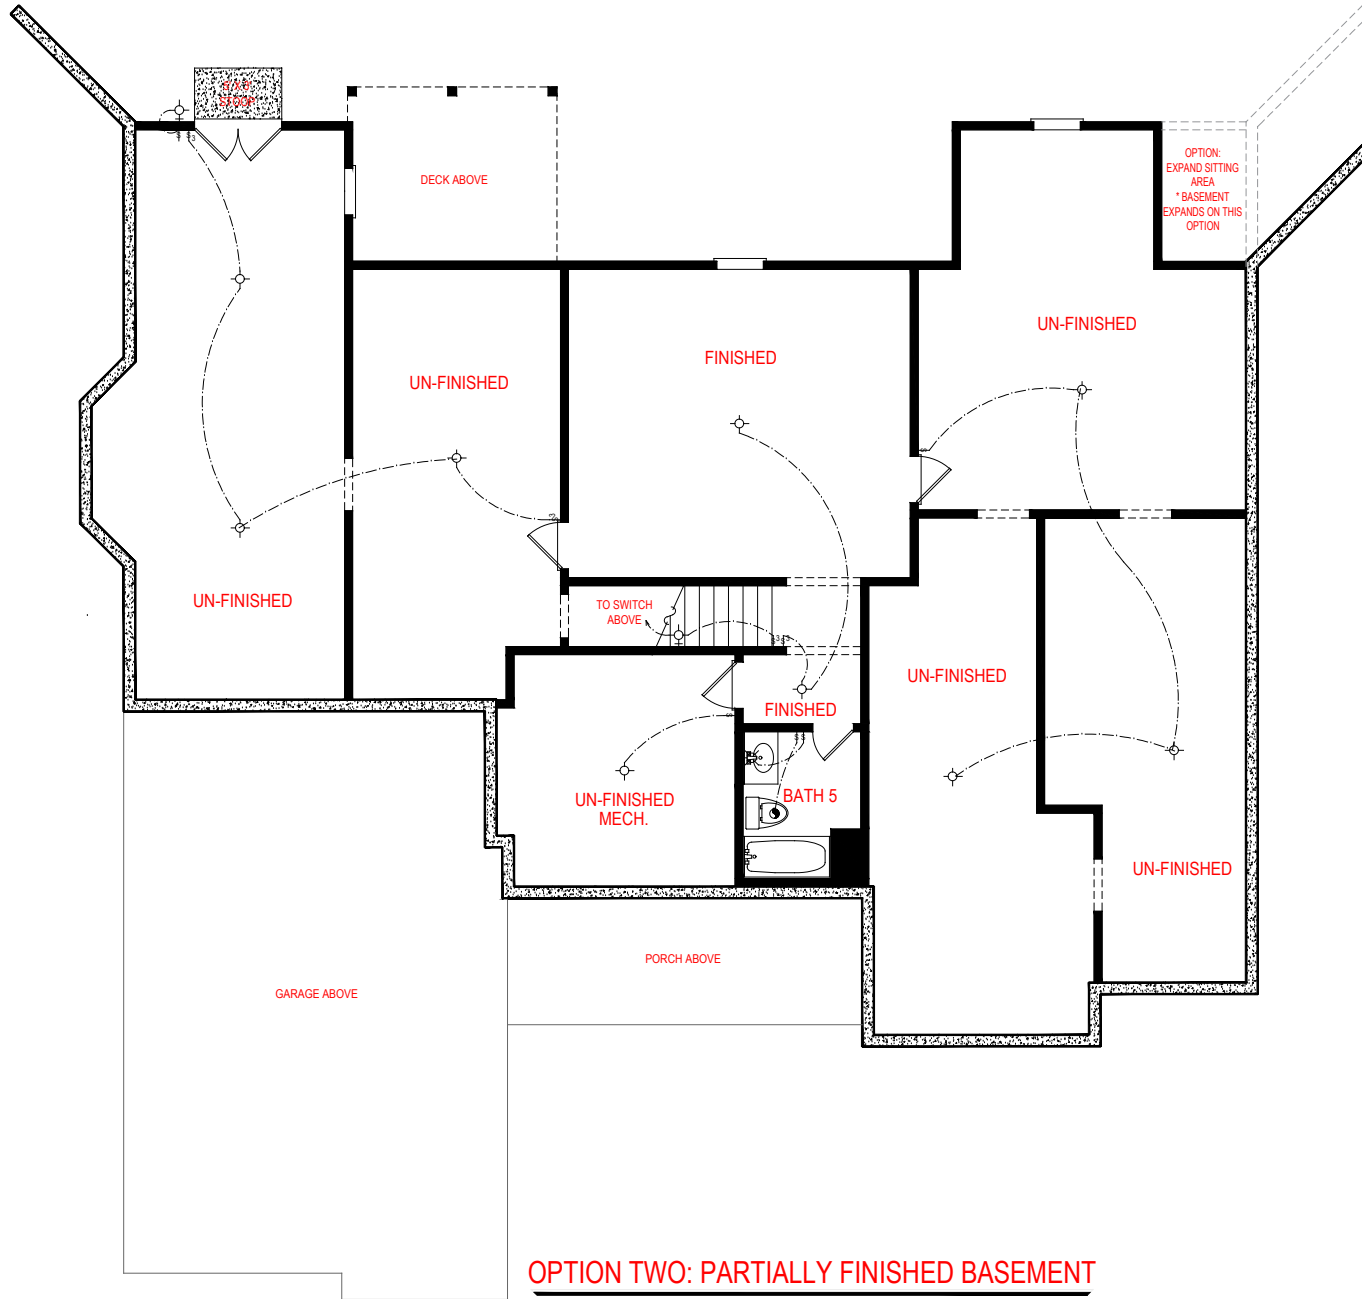 DECK ABOVE
OPTION:
EXPAND SITTING
AREA
* BASEMENT
EXPANDS ON THIS
OPTION
UN-FINISHED
FINISHED
UN-FINISHED
UN-FINISHED
TO SWITCH
ABOVE
UN-FINISHED
FINISHED
UN-FINISHED
MECH.
BATH 5
UN-FINISHED
PORCH ABOVE
GARAGE ABOVE
OPTION TWO: PARTIALLY FINISHED BASEMENT